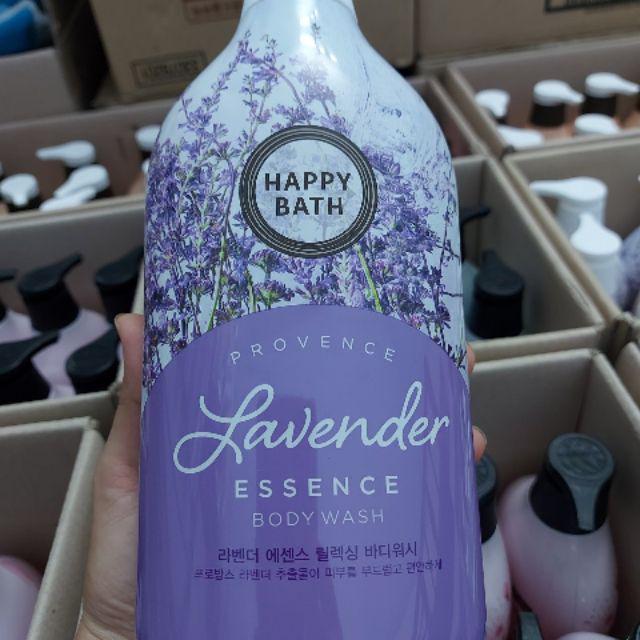 HAPPY
BATH
PROVENCE
Lavender
ESSENCE
BODY WASH
라벤더 에센스 릴렉싱 바디워시
프로방스 라벤더 추출물이 피부를 부드럽고 편안하게